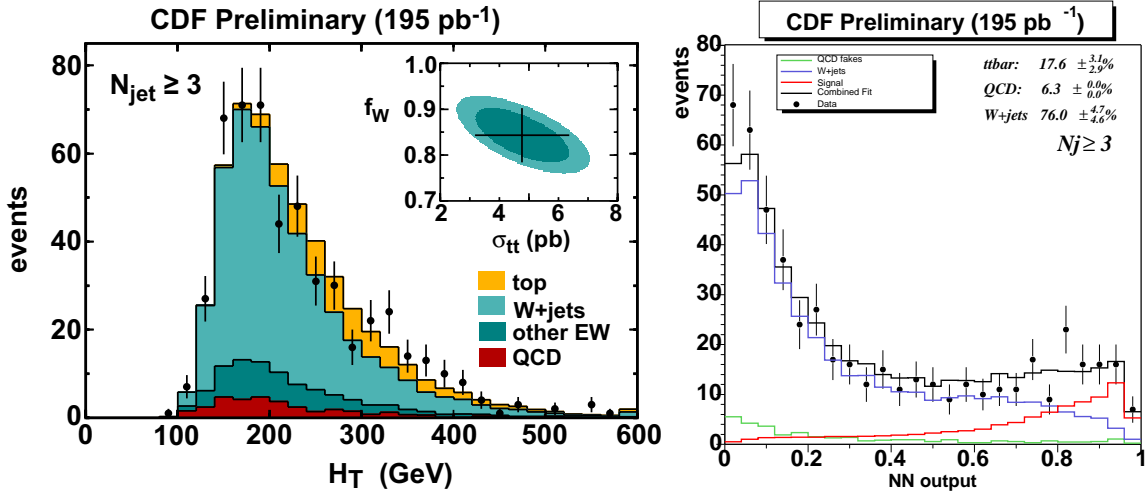 CDF Preliminary (195 pb-1)
N jet ≥ 3
events
80
60
40
20
0
0 100 200 300 400 500 600
HT (GeV)
fW
1.0
0.9
0.8
0.7
2 4 6 8
σtt (pb)
top
W+jets
other EW
QCD
CDF Preliminary (195 pb -1)
events
80
70
60
50
40
30
20
10
0
0 0.2 0.4 0.6 0.8 1
NN output
QCD fakes
W+jets
Signal
Combined Fit
Data
ttbar: 17.6 ± 3.1 2.9 %
QCD: 6.3 ± 0.0 0.0 %
W+jets 76.0 ± 4.7 4.6 %
Nj ≥ 3